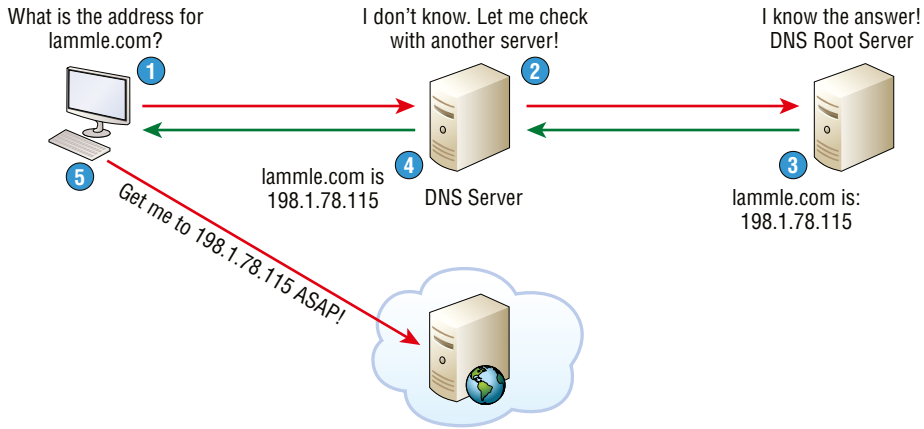 What is the address for
lammle.com?
I don't know. Let me check
with another server!
I know the answer!
DNS Root Server
1
2
3
4
5
lammle.com is
198.1.78.115
DNS Server
lammle.com is:
198.1.78.115
Get me to 198.1.78.115 ASAP!